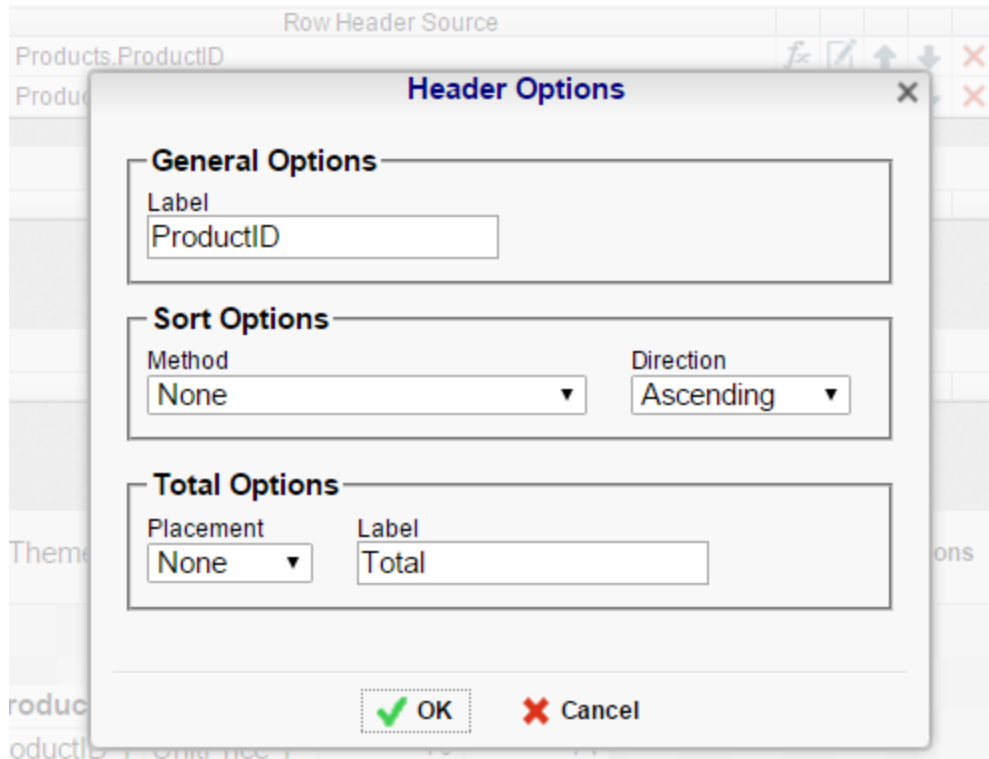 Row Header Source
Products.ProductID
Header Options
General Options
Label
ProductID
Sort Options
Method Direction
None Ascending
Total Options
Placement Label
None Total
OK Cancel